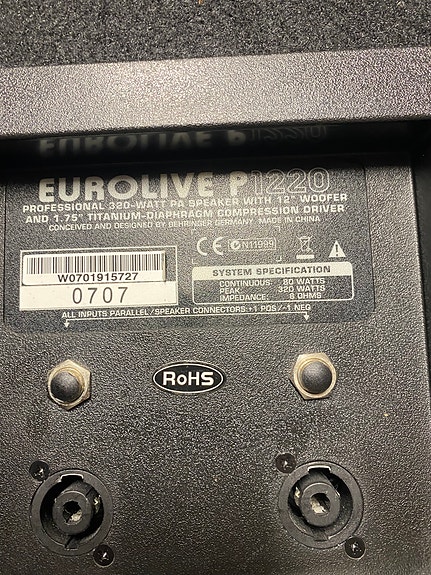 EUROLIVE P1220
PROFESSIONAL 320-WATT PA SPEAKER WITH 12" WOOFER
AND 1.75" TITANIUM-DIAPHRAGM COMPRESSION DRIVER
CONCEIVED AND DESIGNED BY BEHRINGER GERMANY. MADE IN CHINA
CE N11999
W0701915727
0707
SYSTEM SPECIFICATION
CONTINUOUS: 80 WATTS
PEAK: 320 WATTS
IMPEDANCE: 8 OHMS
ALL INPUTS PARALLEL/SPEAKER CONNECTORS:+1 POS/-1 NEG
RoHS